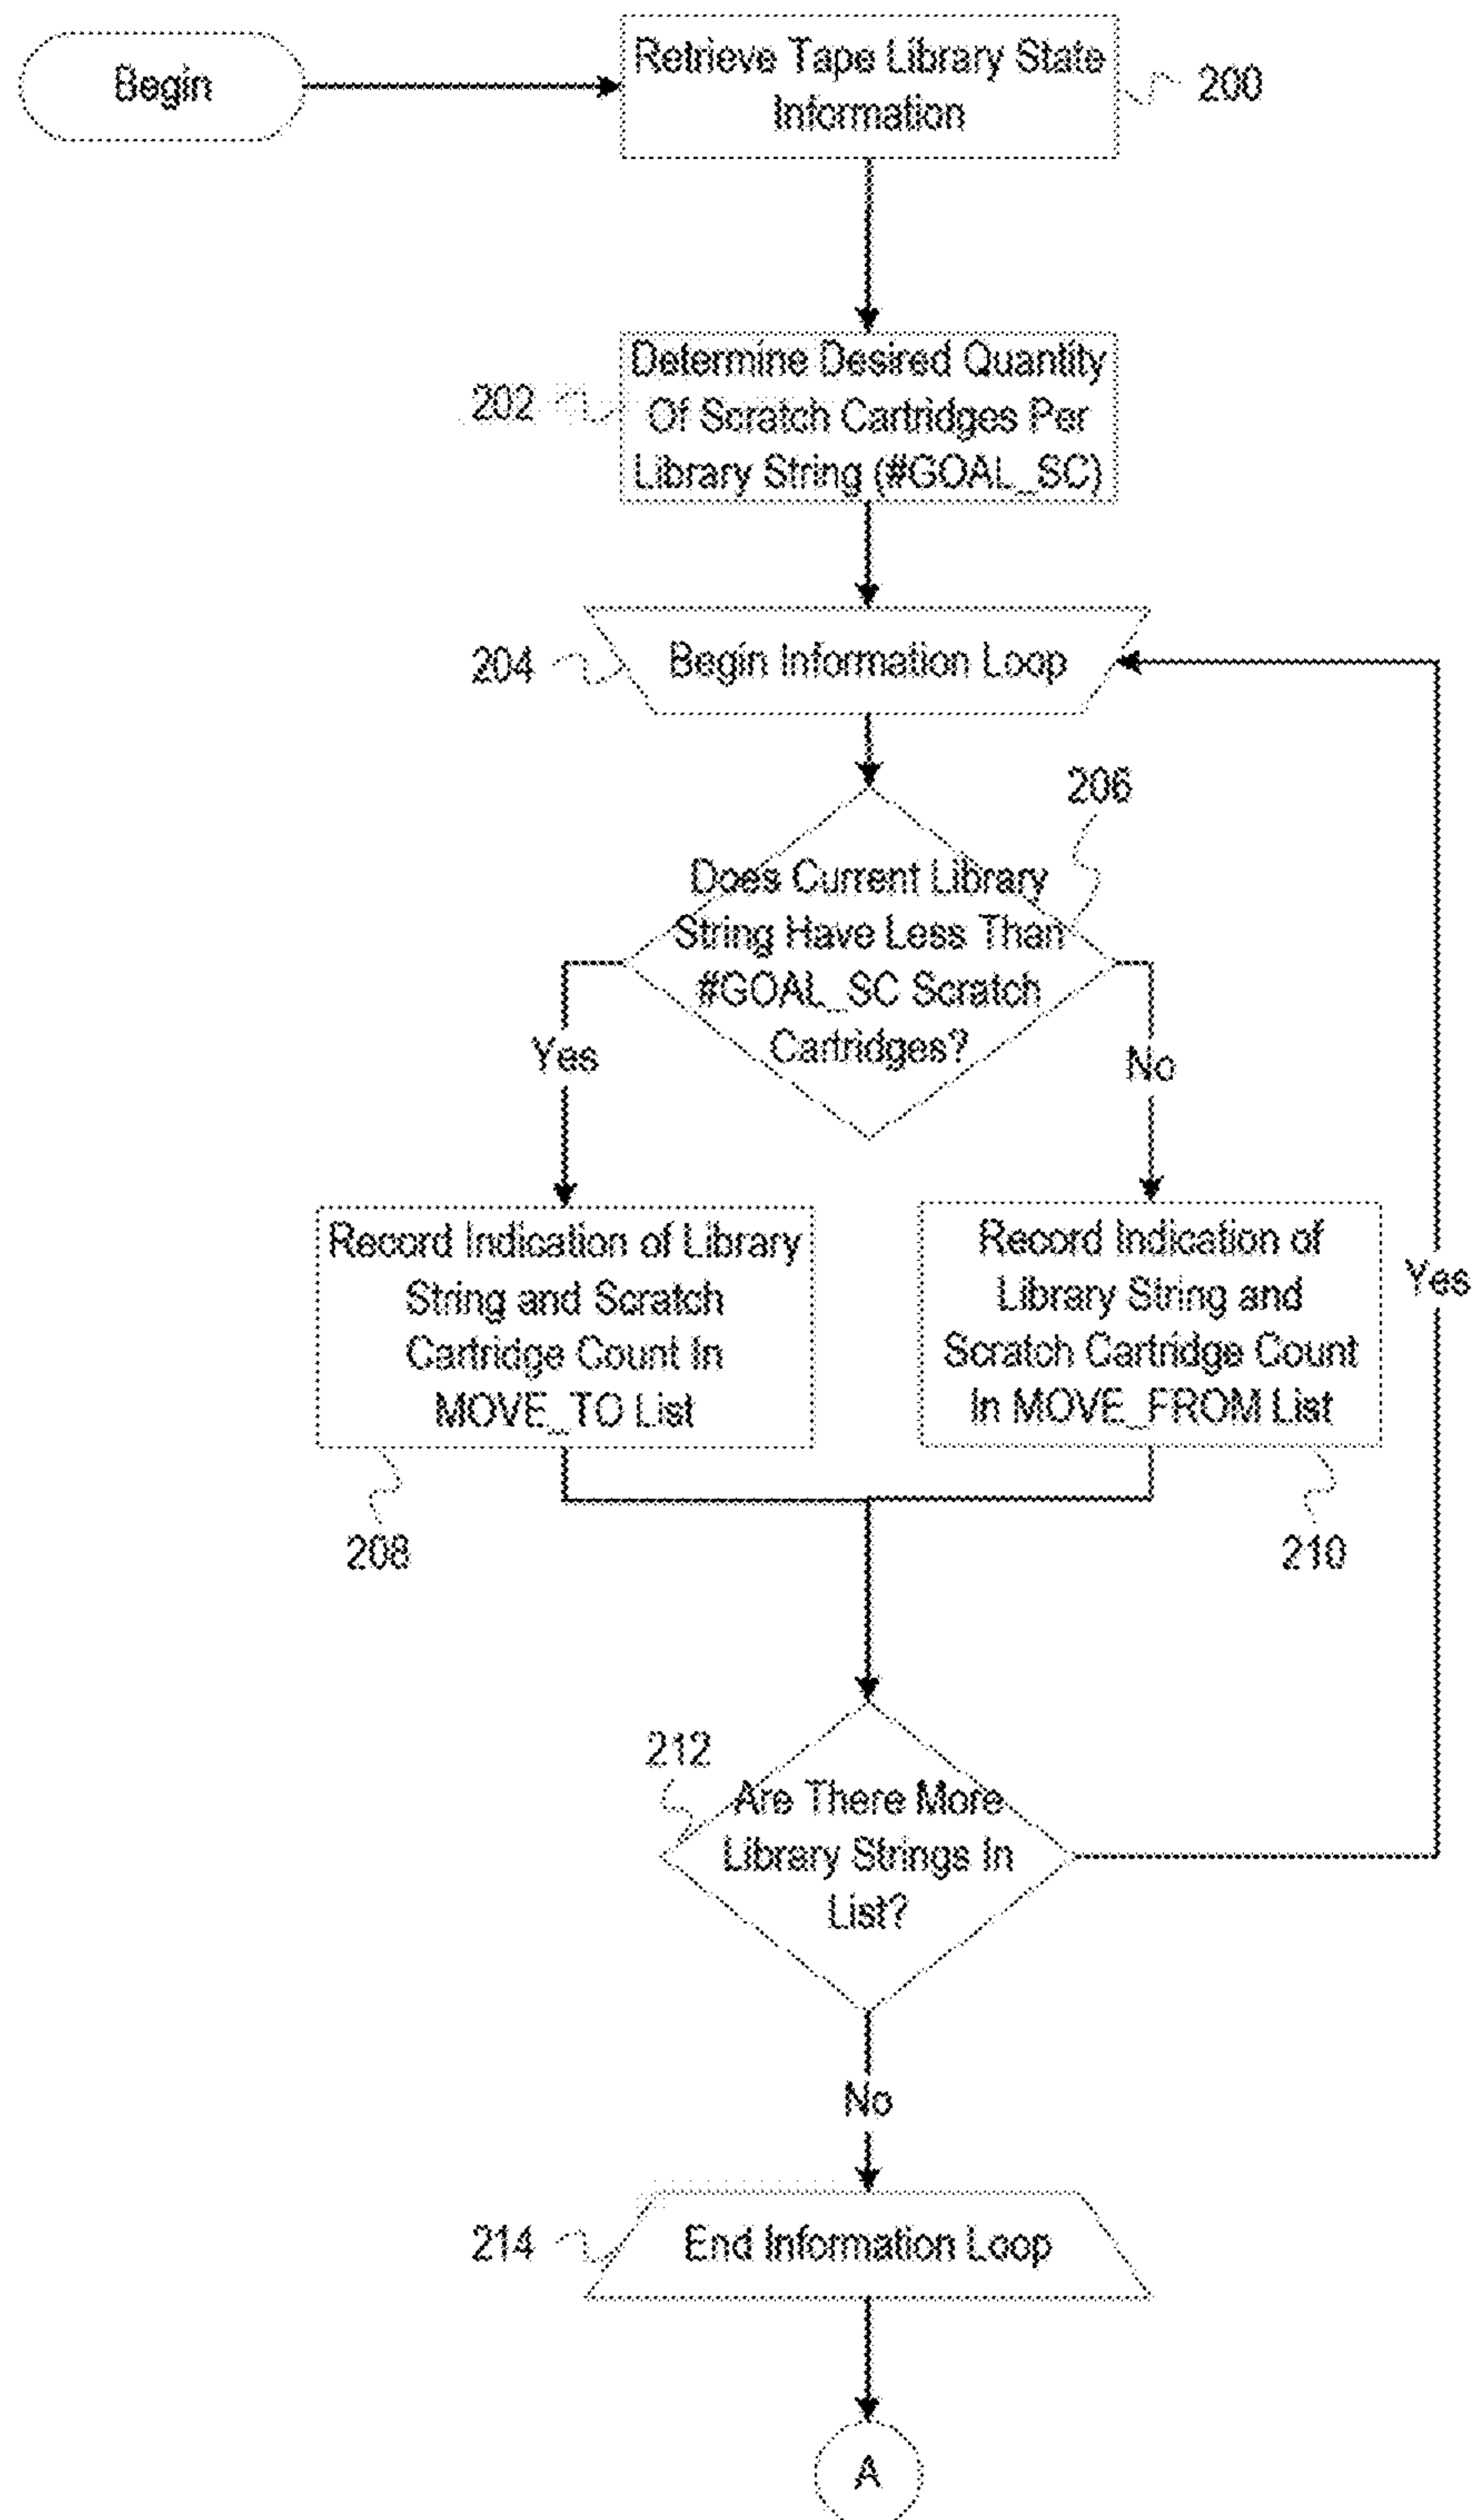 Begin
Retrieve Tape Library State
Information
200
Determine Desired Quantity
Of Scratch Cartridges Per
Library String (#GOAL_SC)
202
Begin Information Loop
204
206
Does Current Library
String Have Less Than
#GOAL_SC Scratch
Cartridges?
Yes
No
Record Indication of Library
String and Scratch
Cartridge Count In
MOVE_TO List
Record Indication of
Library String and
Scratch Cartridge Count
In MOVE_FROM List
Yes
208
210
212
Are There More
Library Strings In
List?
No
214
End Information Loop
A